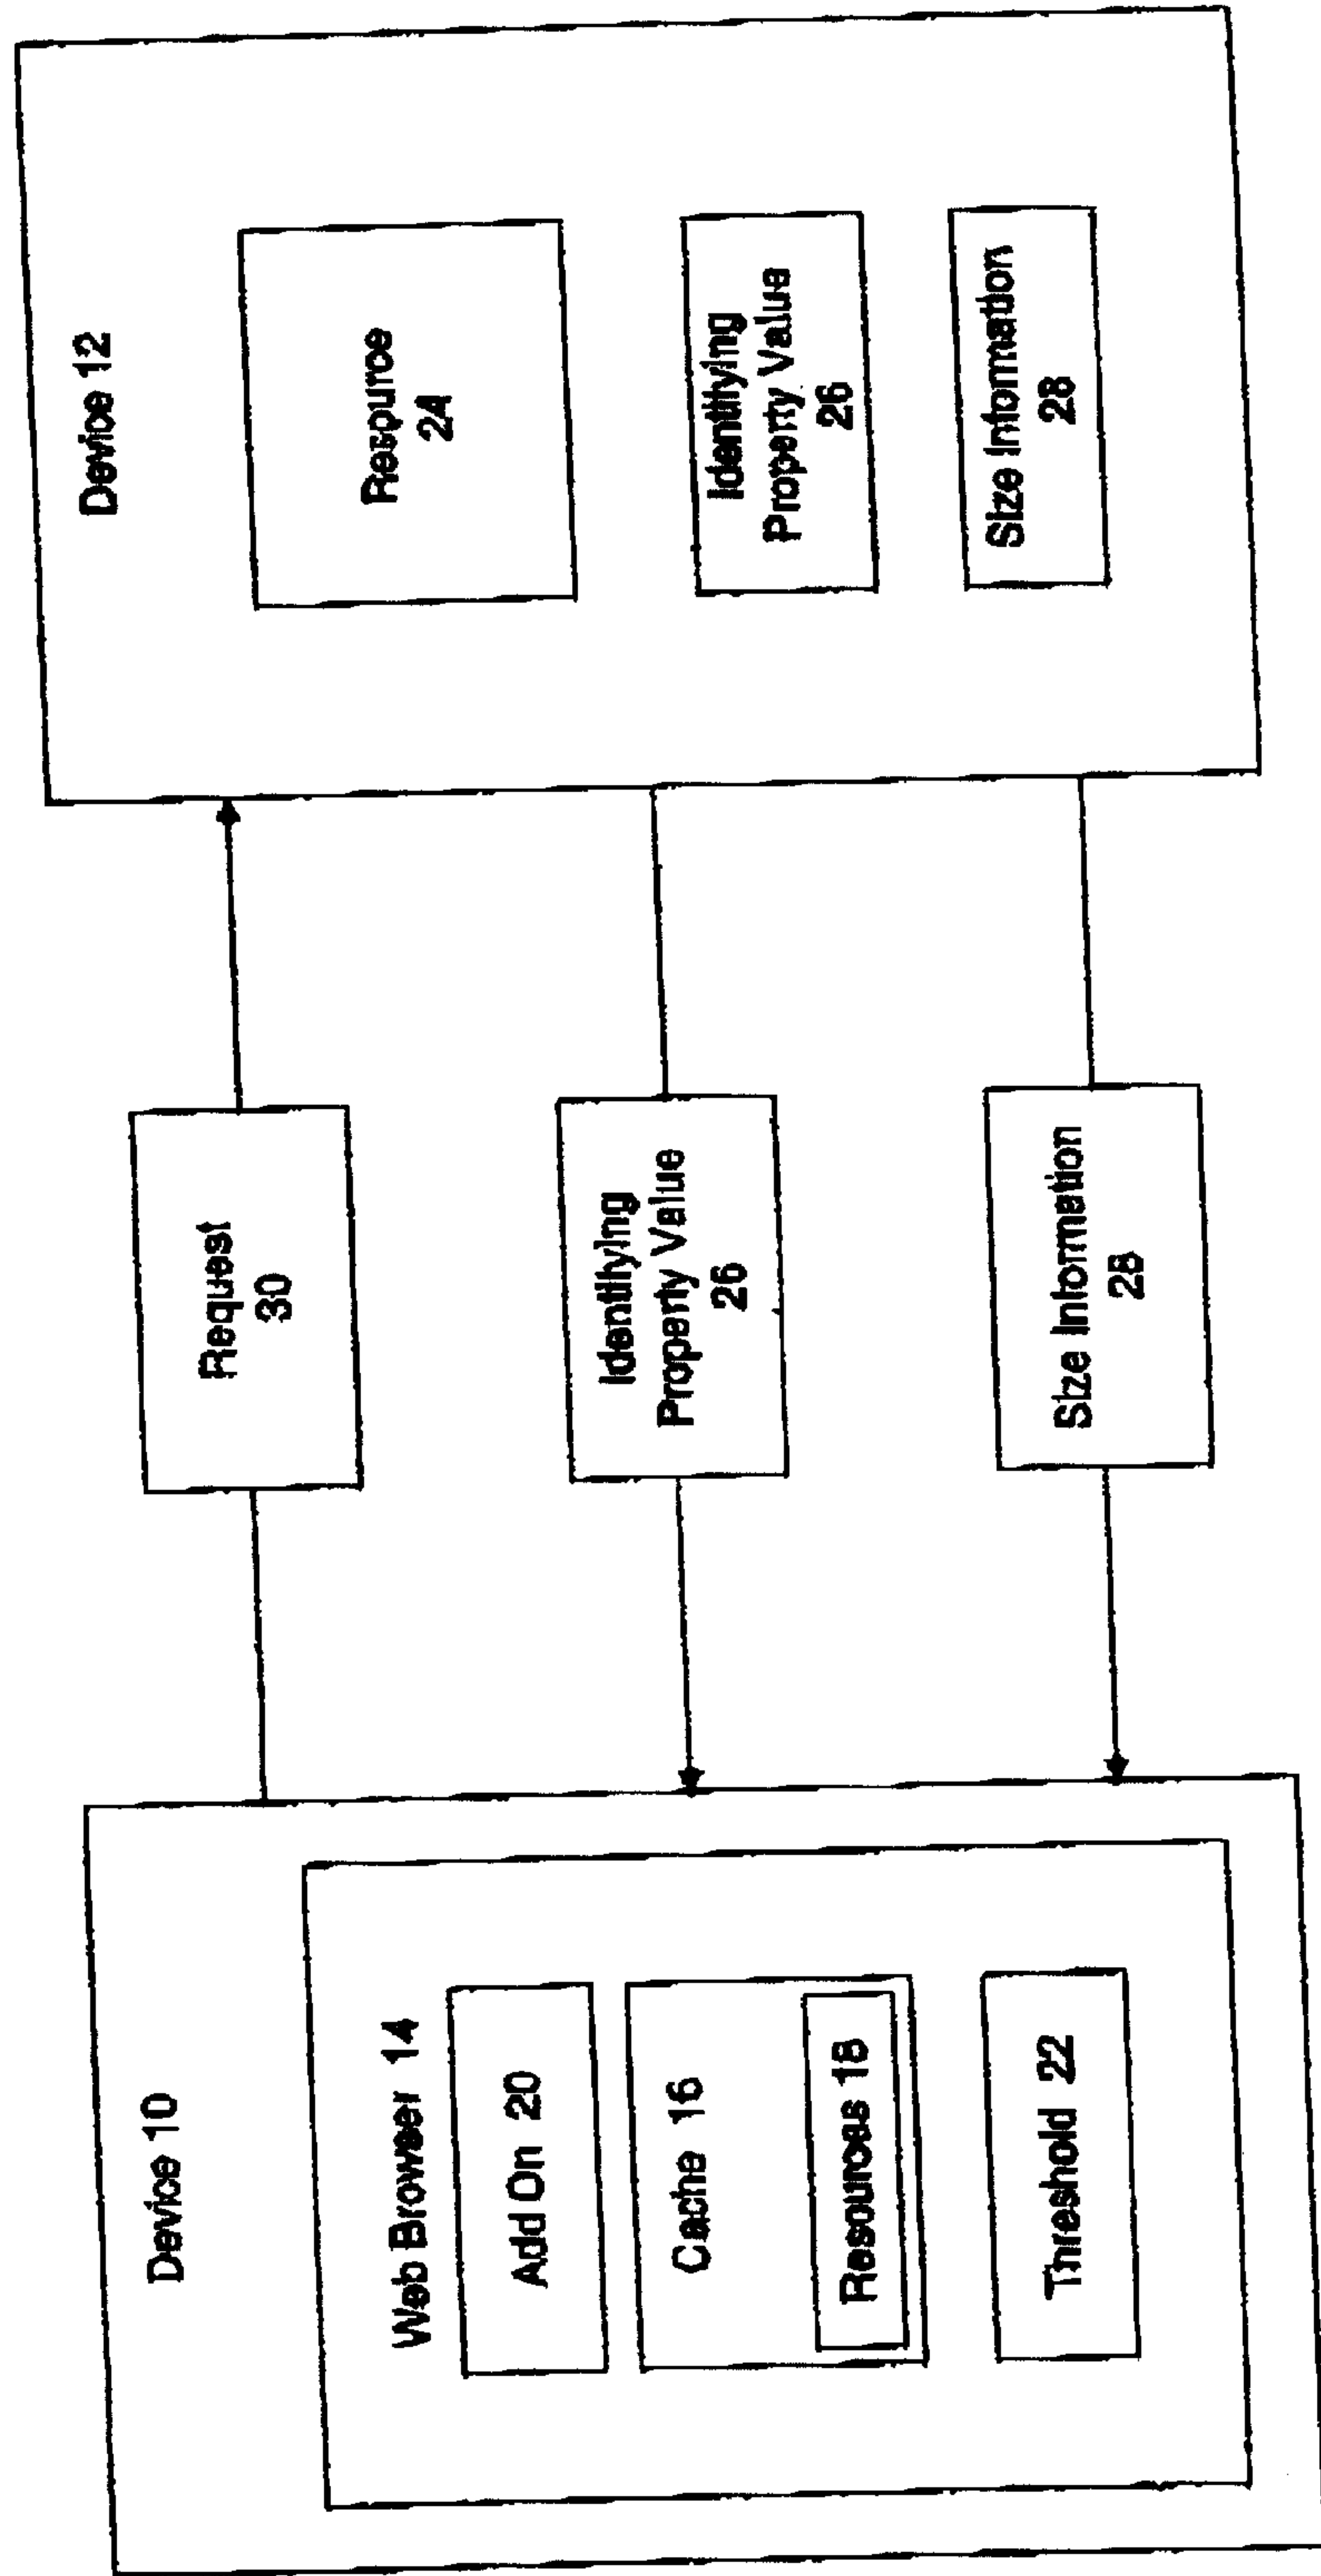 Device 10
Web Browser 14
Add On 20
Cache 16
Resources 18
Threshold 22
Request
30
Identifying
Property Value
26
Size Information
28
Device 12
Resource
24
Identifying
Property Value
26
Size Information
28